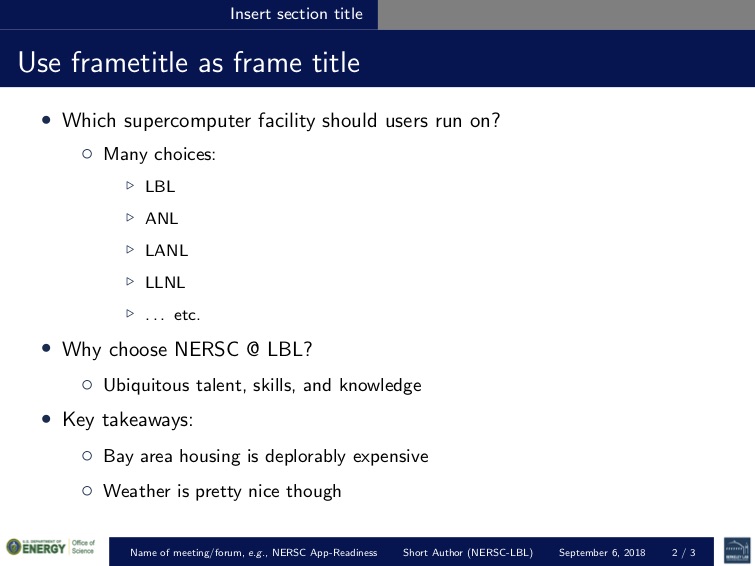 Insert section title
Use frametitle as frame title
• Which supercomputer facility should users run on?
○ Many choices:
▷ LBL
▷ ANL
▷ LANL
▷ LLNL
▷ ... etc.
• Why choose NERSC @ LBL?
○ Ubiquitous talent, skills, and knowledge
• Key takeaways:
○ Bay area housing is deplorably expensive
○ Weather is pretty nice though
U.S. DEPARTMENT OF
ENERGY
Office of
Science
Name of meeting/forum, e.g., NERSC App-Readiness Short Author (NERSC-LBL) September 6, 2018 2 / 3